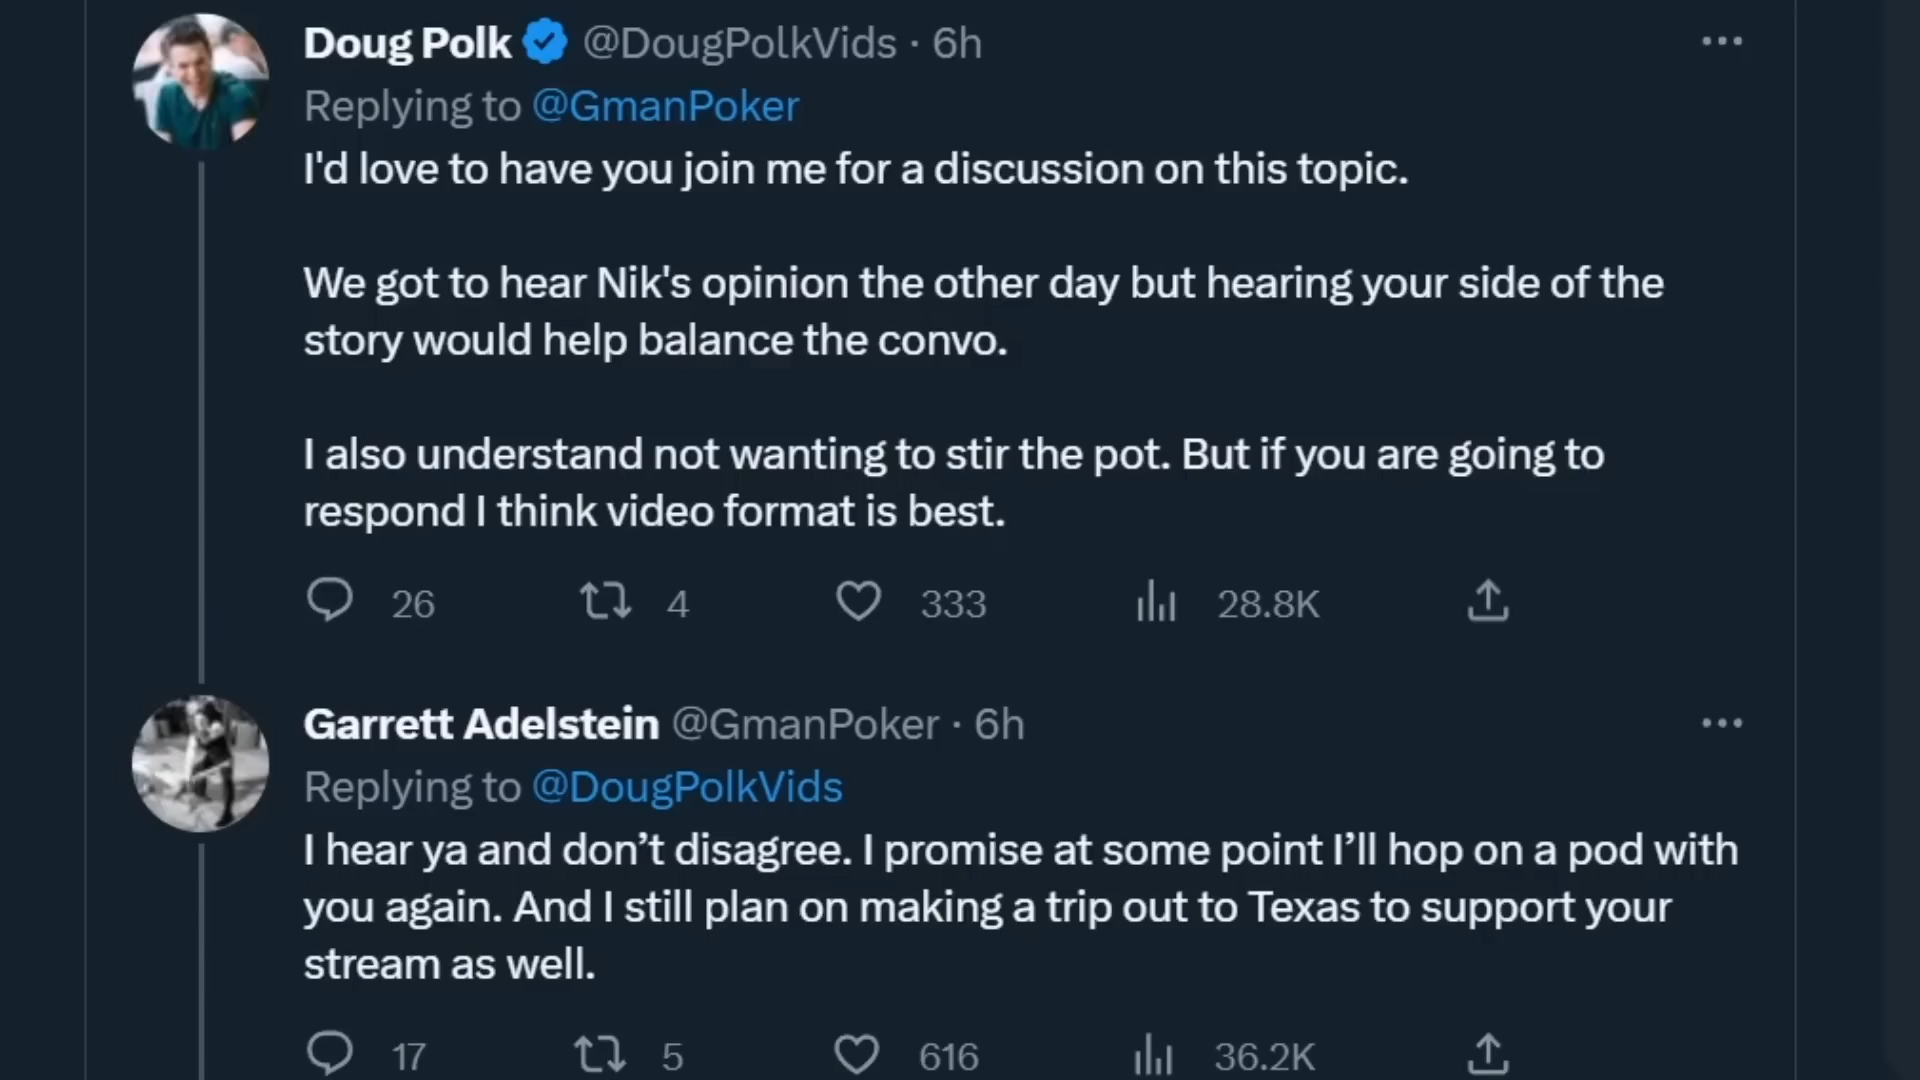 Doug Polk @DougPolkVids · 6h
Replying to @GmanPoker
I'd love to have you join me for a discussion on this topic.
We got to hear Nik's opinion the other day but hearing your side of the
story would help balance the convo.
I also understand not wanting to stir the pot. But if you are going to
respond I think video format is best.
26 4 333 28.8K
Garrett Adelstein @GmanPoker · 6h
Replying to @DougPolkVids
I hear ya and don’t disagree. I promise at some point I’ll hop on a pod with
you again. And I still plan on making a trip out to Texas to support your
stream as well.
17 5 616 36.2K